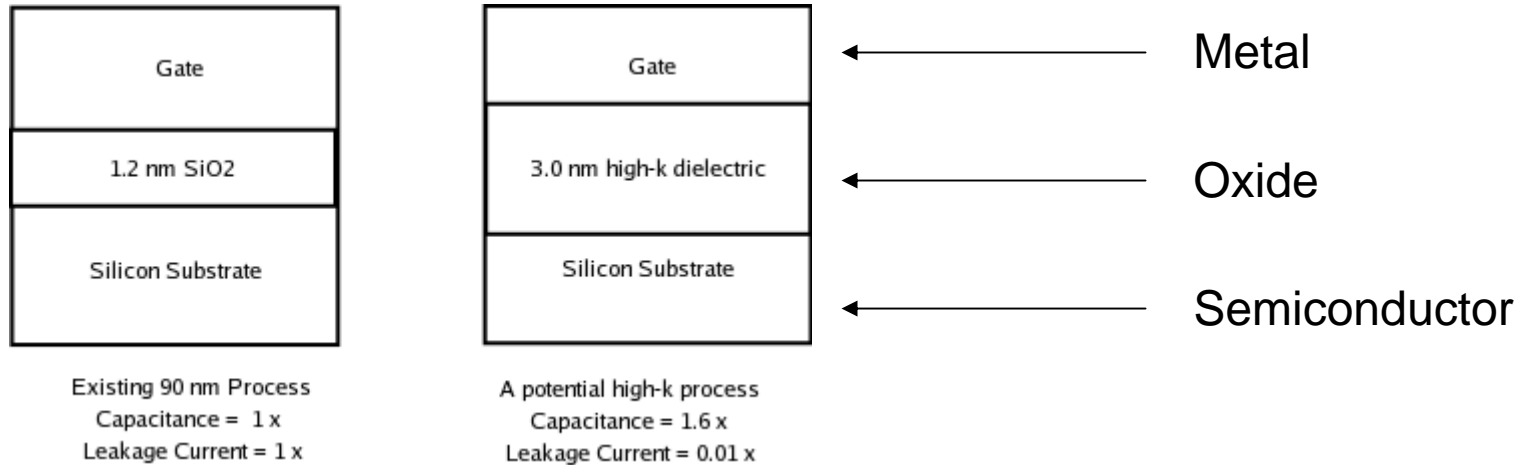 Gate
1.2 nm SiO2
Silicon Substrate
Existing 90 nm Process
Capacitance = 1 x
Leakage Current = 1 x
Gate
3.0 nm high-k dielectric
Silicon Substrate
A potential high-k process
Capacitance = 1.6 x
Leakage Current = 0.01 x
Metal
Oxide
Semiconductor